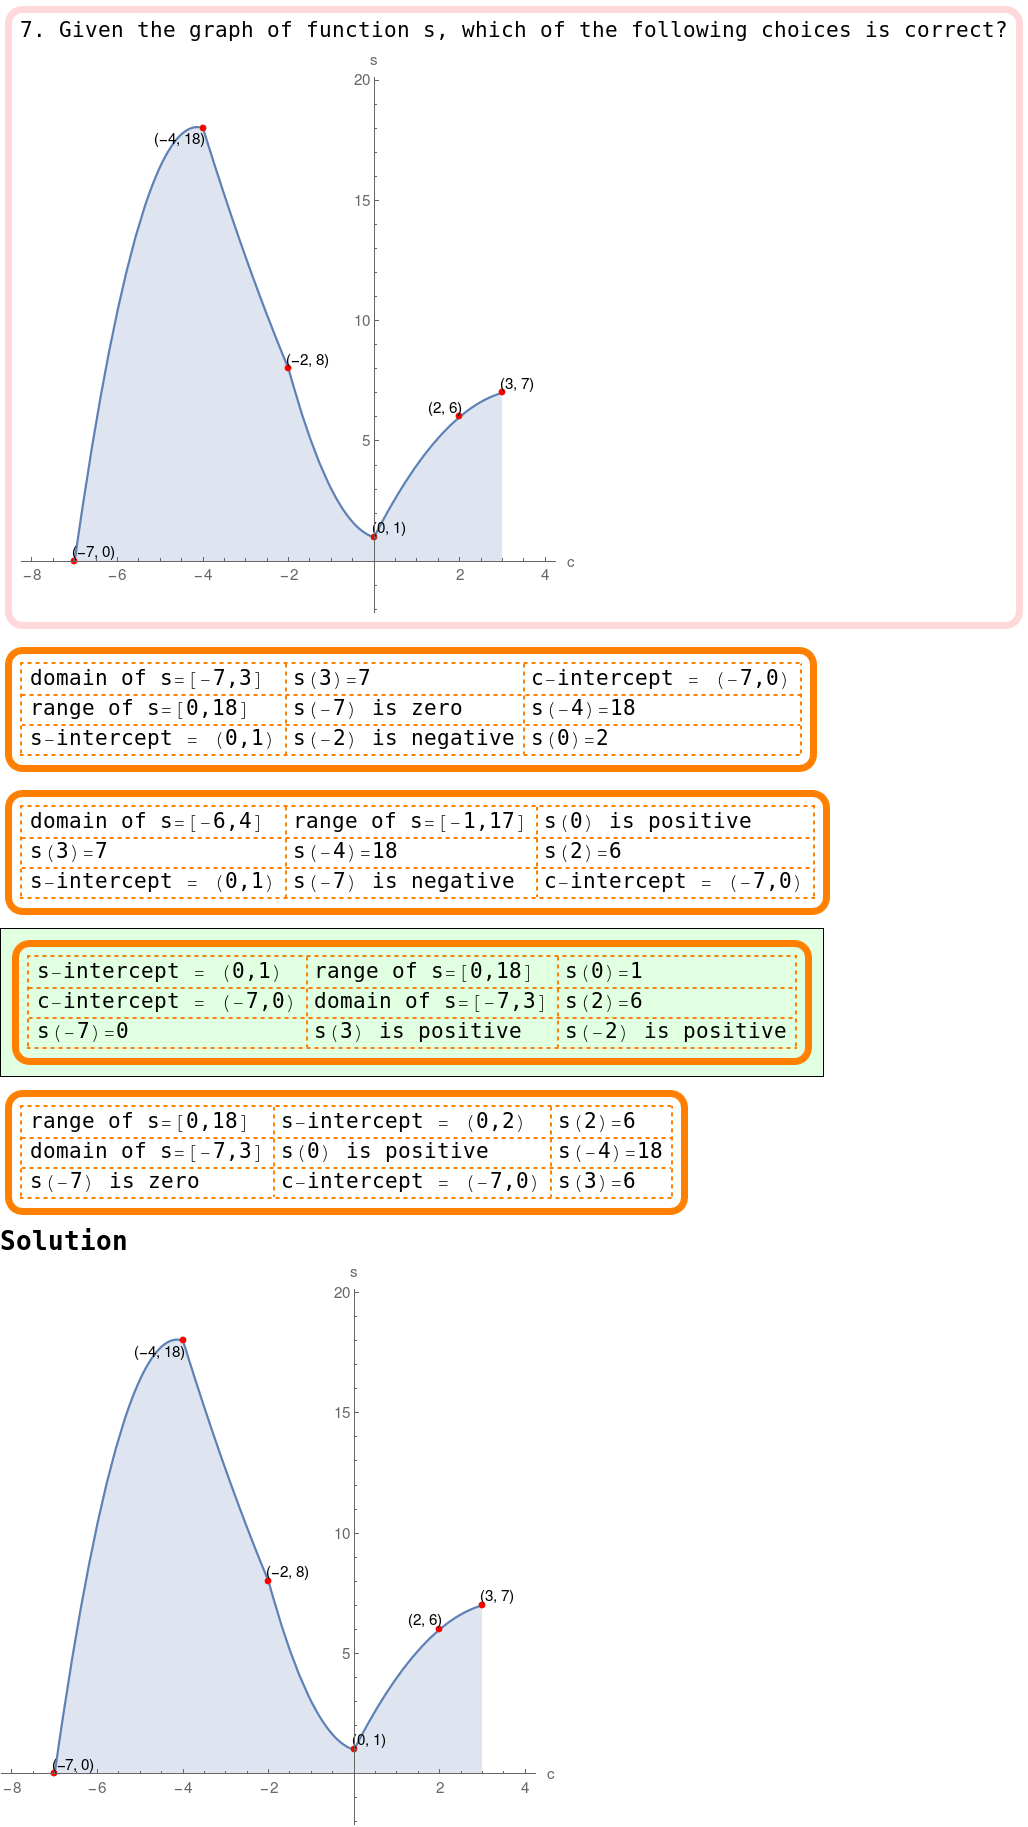 7. Given the graph of function s, which of the following choices is correct?
s
20
(−4, 18)
15
10
(−2, 8)
(3, 7)
(2, 6)
5
(0, 1)
(−7, 0)
−8 −6 −4 −2 2 4 c
domain of s=[-7,3] s(3)=7 c-intercept = (-7,0)
range of s=[0,18] s(-7) is zero s(-4)=18
s-intercept = (0,1) s(-2) is negative s(0)=2
domain of s=[-6,4] range of s=[-1,17] s(0) is positive
s(3)=7 s(-4)=18 s(2)=6
s-intercept = (0,1) s(-7) is negative c-intercept = (-7,0)
s-intercept = (0,1) range of s=[0,18] s(0)=1
c-intercept = (-7,0) domain of s=[-7,3] s(2)=6
s(-7)=0 s(3) is positive s(-2) is positive
range of s=[0,18] s-intercept = (0,2) s(2)=6
domain of s=[-7,3] s(0) is positive s(-4)=18
s(-7) is zero c-intercept = (-7,0) s(3)=6
Solution
s
20
(−4, 18)
15
10
(−2, 8)
(3, 7)
(2, 6)
5
(0, 1)
(−7, 0)
−8 −6 −4 −2 2 4 c